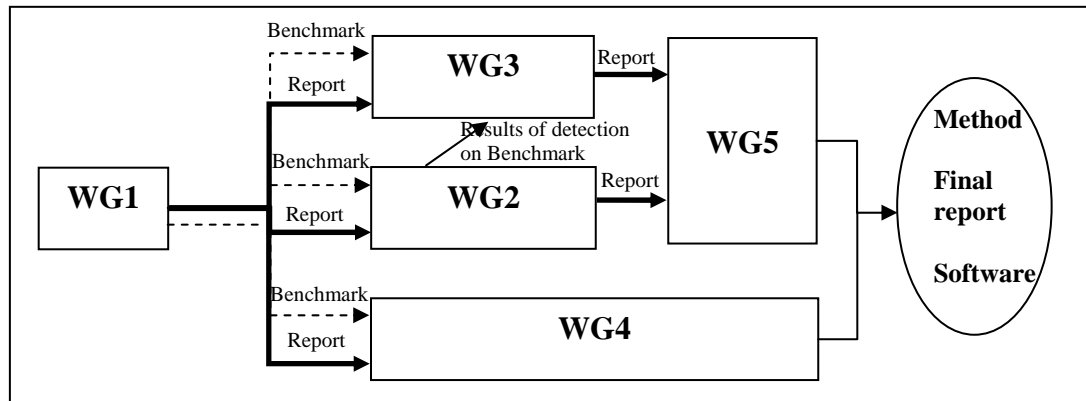 Benchmark
WG3
Report
Report
WG5
Method
Results of detection
on Benchmark
Benchmark
WG1
WG2
Report
Report
Final
report
Software
Benchmark
WG4
Report